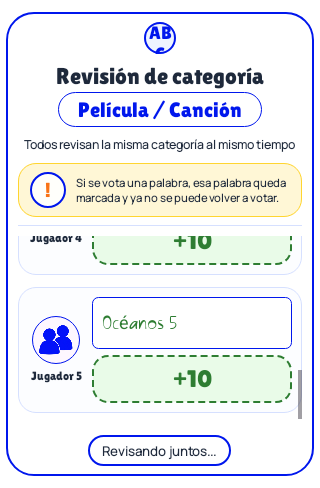 AB
C
Revisión de categoría
Película / Canción
Todos revisan la misma categoría al mismo tiempo
!
Si se vota una palabra, esa palabra queda
marcada y ya no se puede volver a votar.
Jugador 4
+10
Océanos 5
Jugador 5
+10
Revisando juntos...